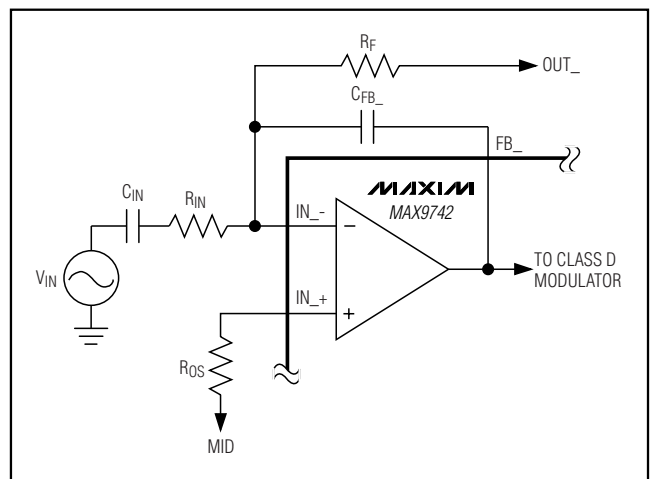 RF
OUT_
CFB_
FB_
CIN
RIN
IN_-
MAXIM
MAX9742
−
VIN
TO CLASS D
MODULATOR
IN_+
+
ROS
MID